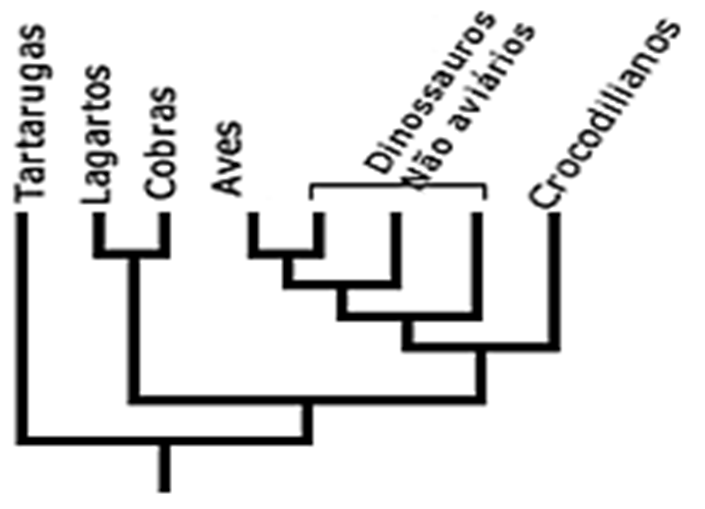 Tartarugas
Lagartos
Cobras
Aves
Dinossauros
Não aviários
Crocodilianos